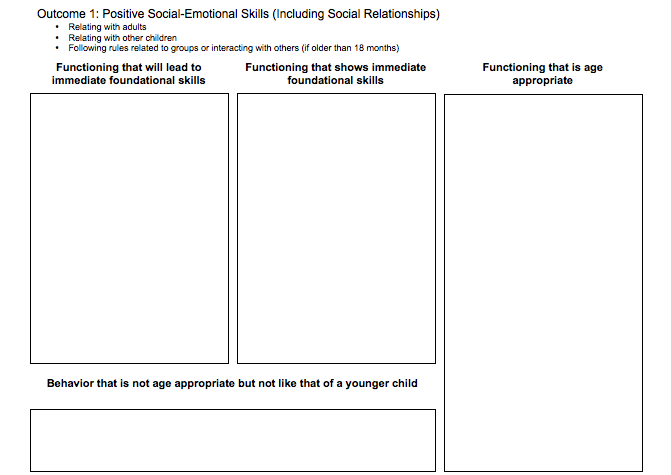 Outcome 1: Positive Social-Emotional Skills (Including Social Relationships)
• Relating with adults
• Relating with other children
• Following rules related to groups or interacting with others (if older than 18 months)
Functioning that will lead to
immediate foundational skills
Functioning that shows immediate
foundational skills
Functioning that is age
appropriate
Behavior that is not age appropriate but not like that of a younger child